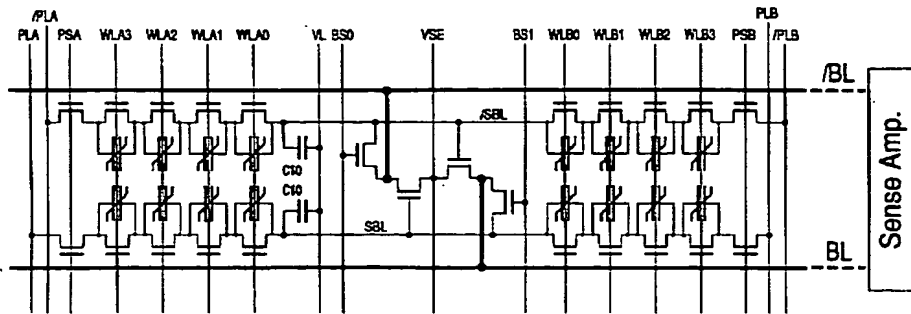 /PLA
PLB
PLA PSA WLA3 WLA2 WLA1 WLA0 VL BS0 VSE BS1 WLB0 WLB1 WLB2 WLB3 PSB /PLB
/BL
/SBL
C10
C10
SBL
BL
Sense Amp.